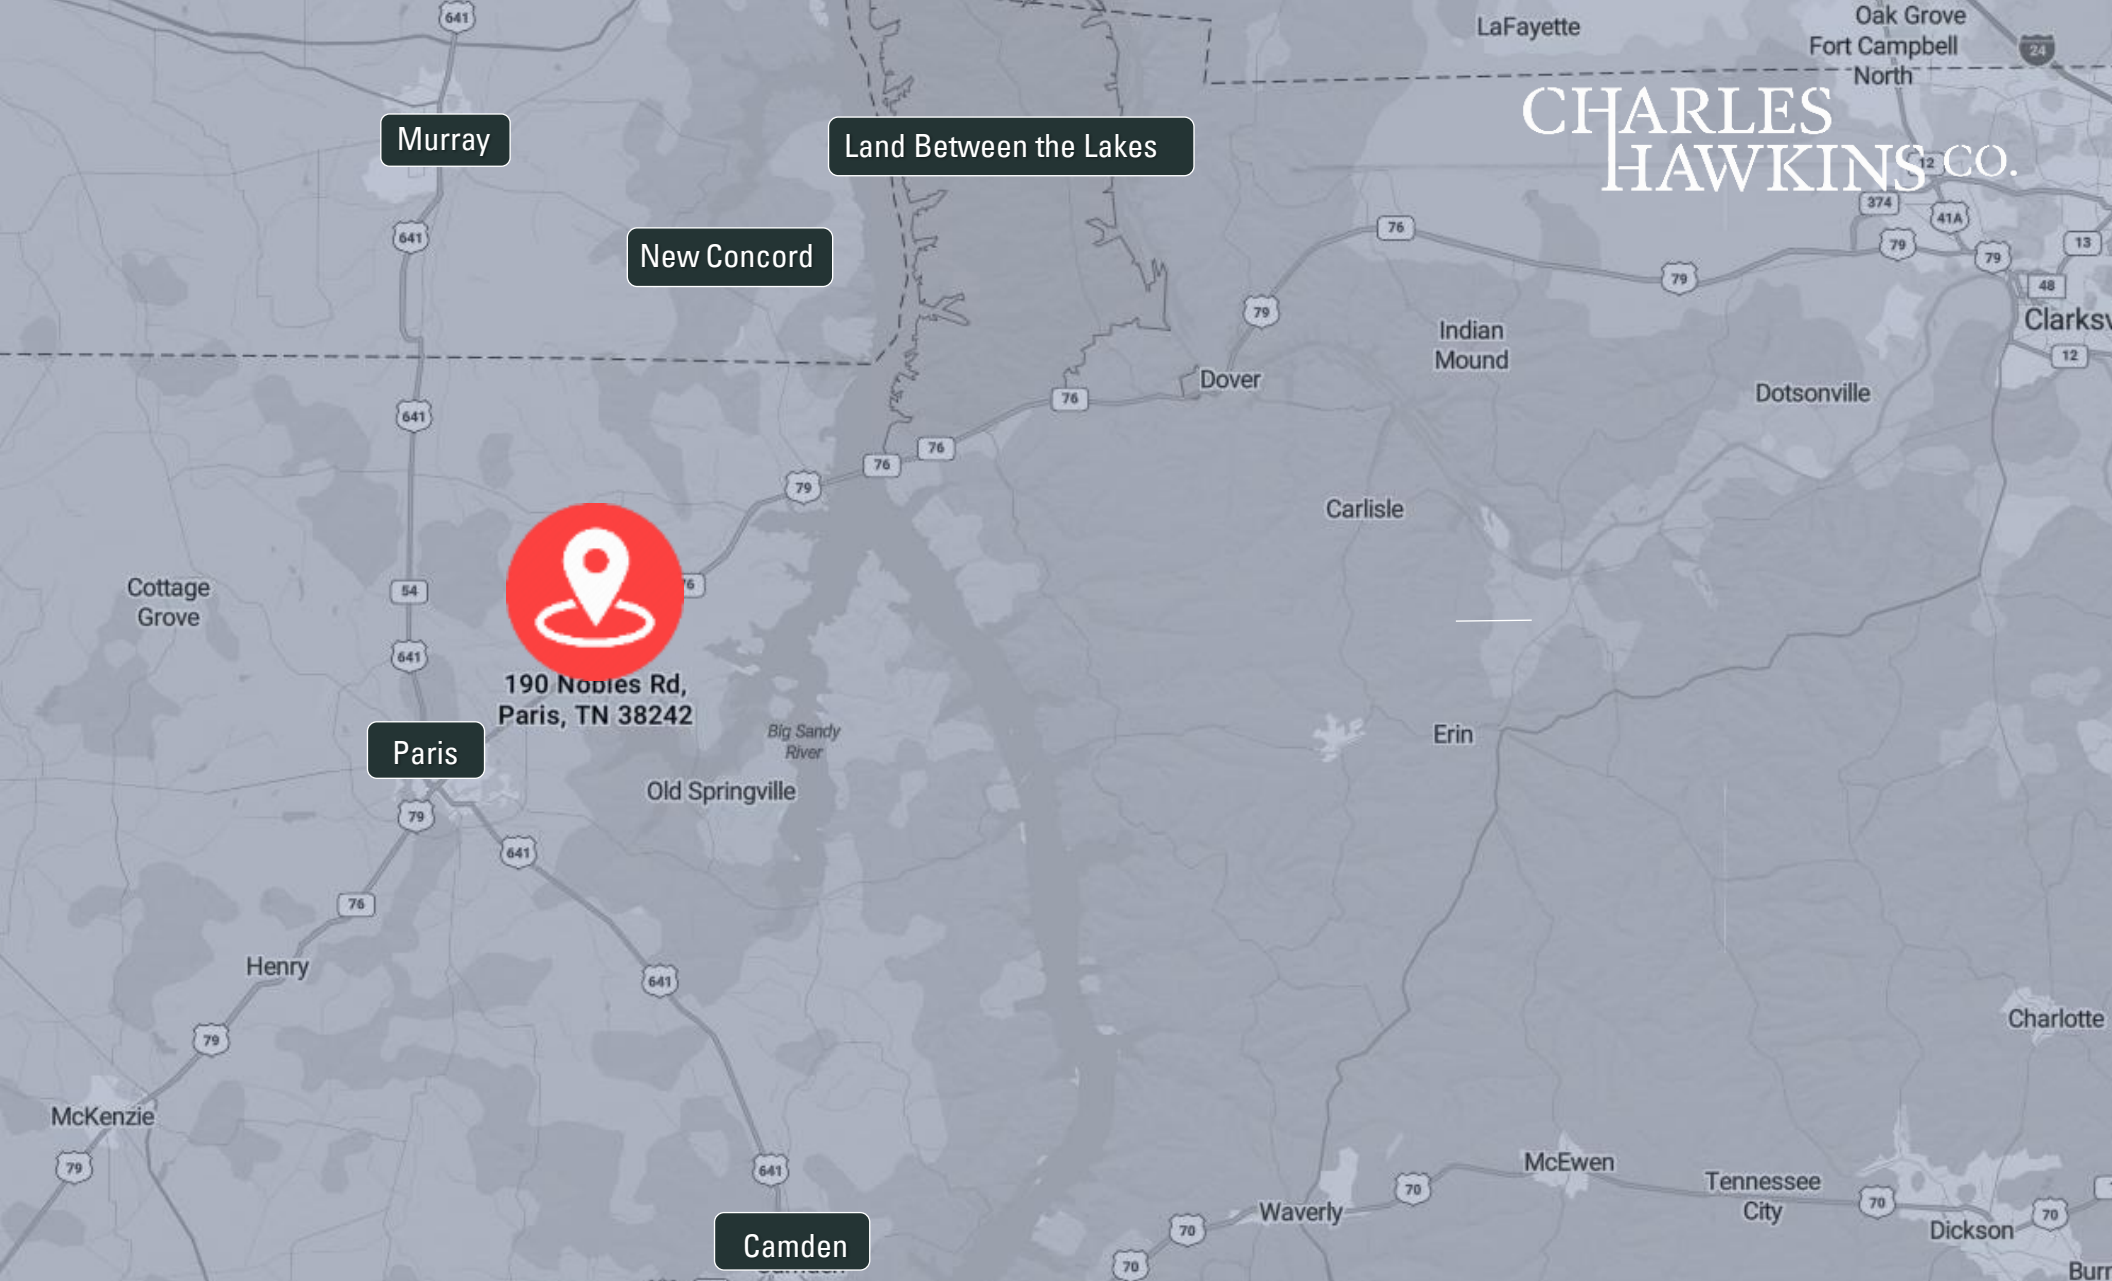 641
LaFayette
Oak Grove
Fort Campbell
North
24
CHARLES
HAWKINS CO.
Murray
Land Between the Lakes
12
374
41A
641
New Concord
76
79
79
79
13
79
48
Indian
Mound
Clarksv
12
641
76
Dover
Dotsonville
76
76
79
Carlisle
Cottage
Grove
54
76
641
190 Nobles Rd,
Paris, TN 38242
Paris
Big Sandy
River
Erin
Old Springville
79
641
76
Henry
641
79
Charlotte
McKenzie
79
641
McEwen
70
Tennessee
City
70
Waverly
70
Dickson
70
Camden
70